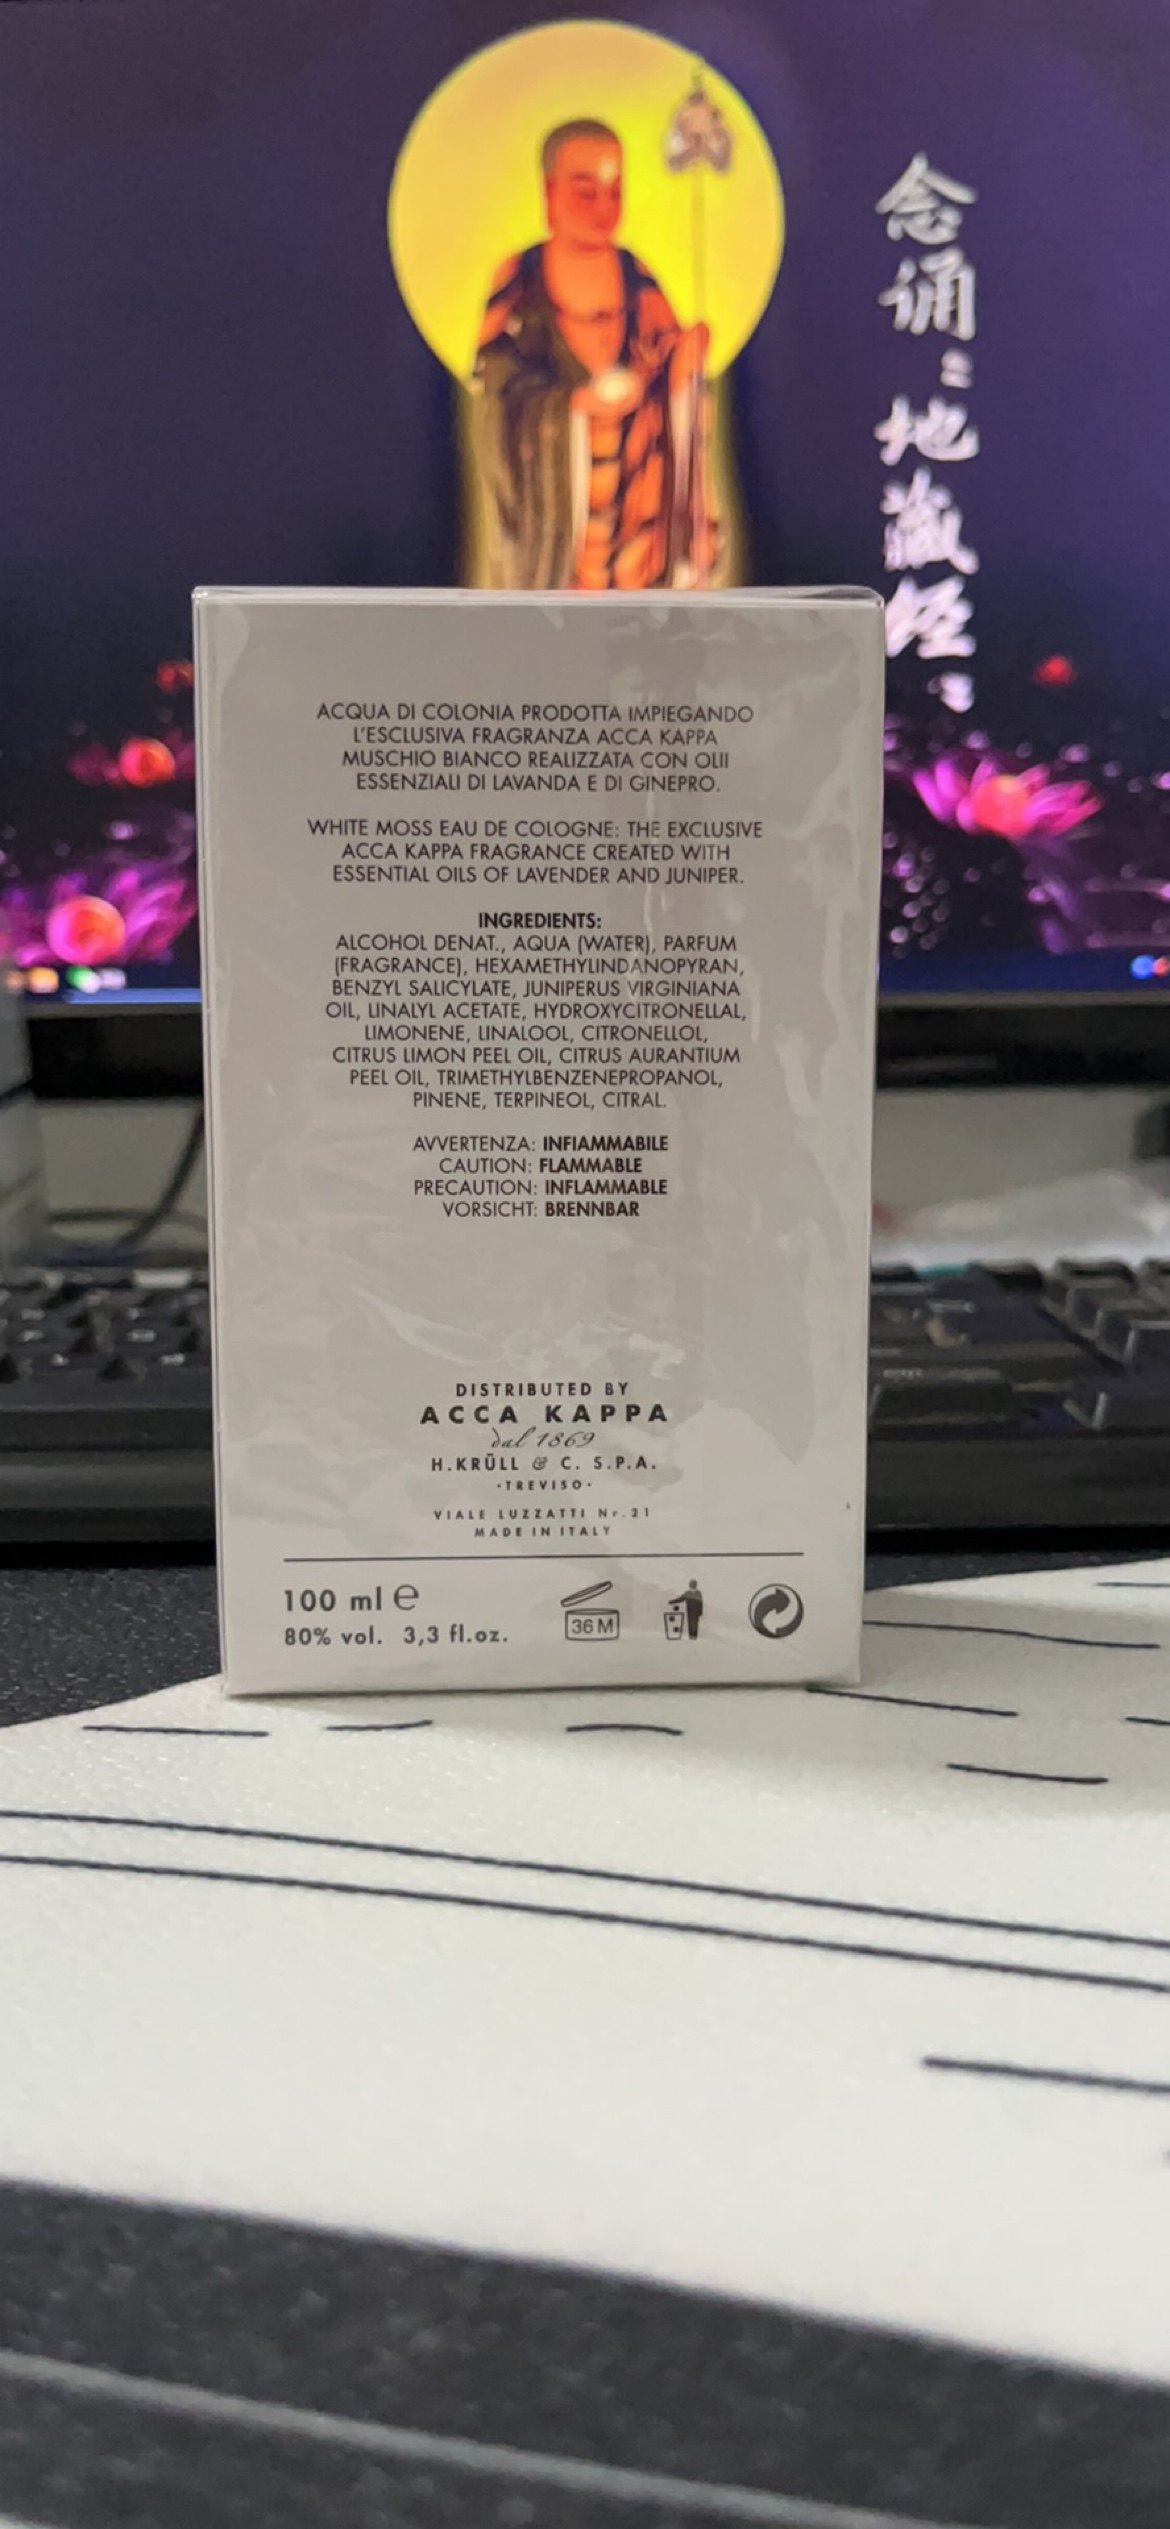 念诵：地藏经
ACQUA DI COLONIA PRODOTTA IMPIEGANDO
L'ESCLUSIVA FRAGRANZA ACCA KAPPA
MUSCHIO BIANCO REALIZZATA CON OLII
ESSENZIALI DI LAVANDA E DI GINEPRO.
WHITE MOSS EAU DE COLOGNE: THE EXCLUSIVE
ACCA KAPPA FRAGRANCE CREATED WITH
ESSENTIAL OILS OF LAVENDER AND JUNIPER.
INGREDIENTS:
ALCOHOL DENAT., AQUA (WATER), PARFUM
(FRAGRANCE), HEXAMETHYLINDANOPYRAN,
BENZYL SALICYLATE, JUNIPERUS VIRGINIANA
OIL, LINALYL ACETATE, HYDROXYCITRONELLAL,
LIMONENE, LINALOOL, CITRONELLOL,
CITRUS LIMON PEEL OIL, CITRUS AURANTIUM
PEEL OIL, TRIMETHYLBENZENEPROPANOL,
PINENE, TERPINEOL, CITRAL.
AVVERTENZA: INFIAMMABILE
CAUTION: FLAMMABLE
PRECAUTION: INFLAMMABLE
VORSICHT: BRENNBAR
DISTRIBUTED BY
ACCA KAPPA
dal 1869
H.KRÜLL & C. S.P.A.
·TREVISO·
VIALE LUZZATTI Nr.21
MADE IN ITALY
100 ml e
36 M
80% vol. 3,3 fl.oz.